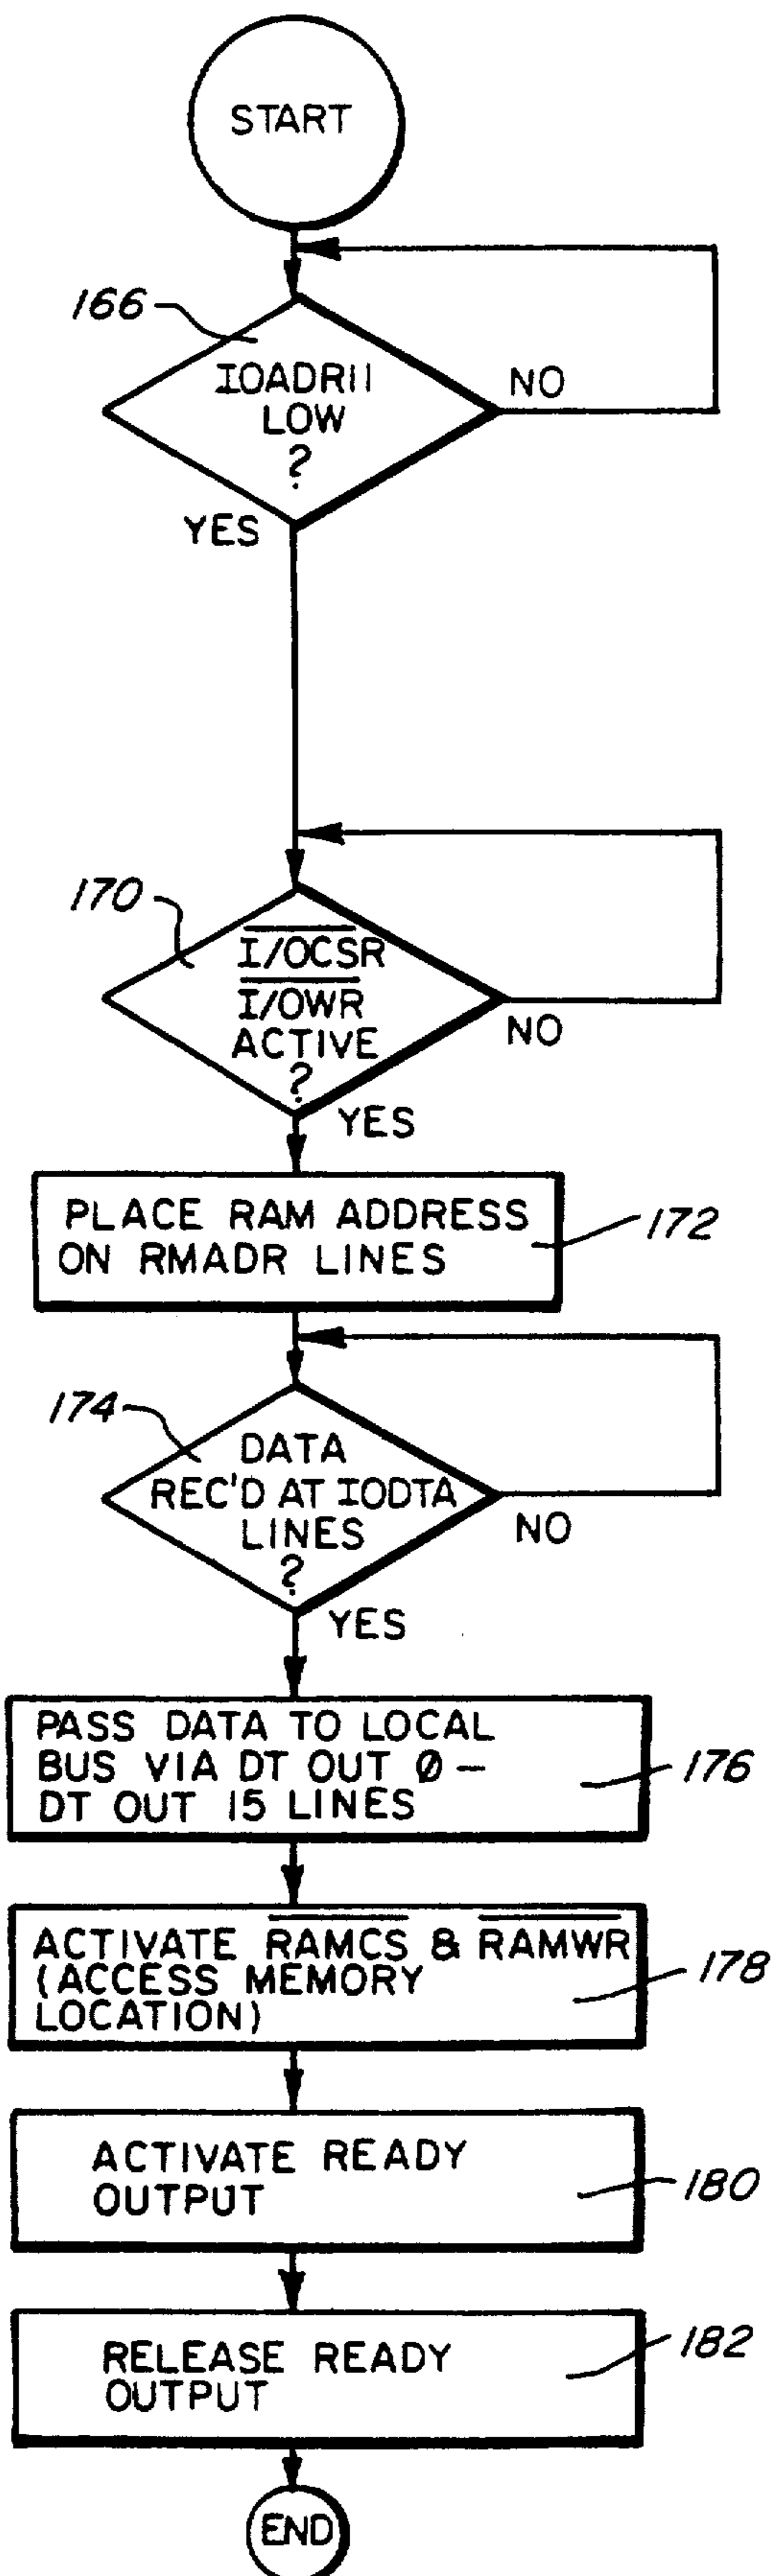 START
166
IOADR11
LOW
?
NO
YES
170
I/OCSR
I/OWR
ACTIVE
?
NO
YES
PLACE RAM ADDRESS
ON RMADR LINES
172
174
DATA
REC'D AT IODTA
LINES
?
NO
YES
PASS DATA TO LOCAL
BUS VIA DT OUT Ø –
DT OUT 15 LINES
176
ACTIVATE RAMCS & RAMWR
(ACCESS MEMORY
LOCATION)
178
ACTIVATE READY
OUTPUT
180
RELEASE READY
OUTPUT
182
END